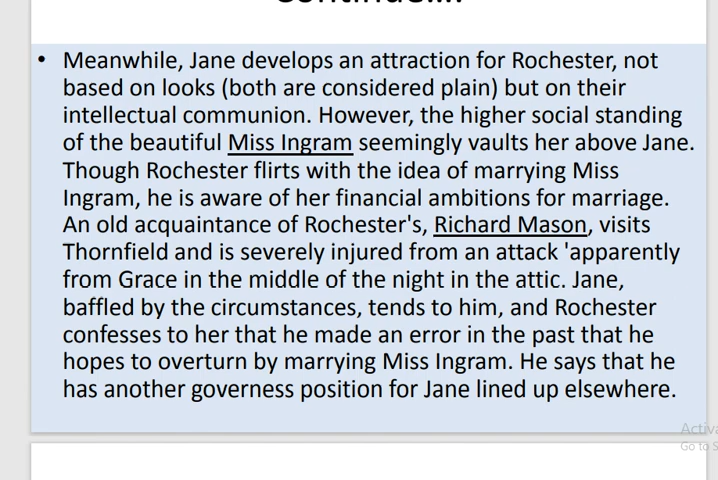 Continue....
• Meanwhile, Jane develops an attraction for Rochester, not
based on looks (both are considered plain) but on their
intellectual communion. However, the higher social standing
of the beautiful Miss Ingram seemingly vaults her above Jane.
Though Rochester flirts with the idea of marrying Miss
Ingram, he is aware of her financial ambitions for marriage.
An old acquaintance of Rochester's, Richard Mason, visits
Thornfield and is severely injured from an attack 'apparently
from Grace in the middle of the night in the attic. Jane,
baffled by the circumstances, tends to him, and Rochester
confesses to her that he made an error in the past that he
hopes to overturn by marrying Miss Ingram. He says that he
has another governess position for Jane lined up elsewhere.
Activa
Go to S